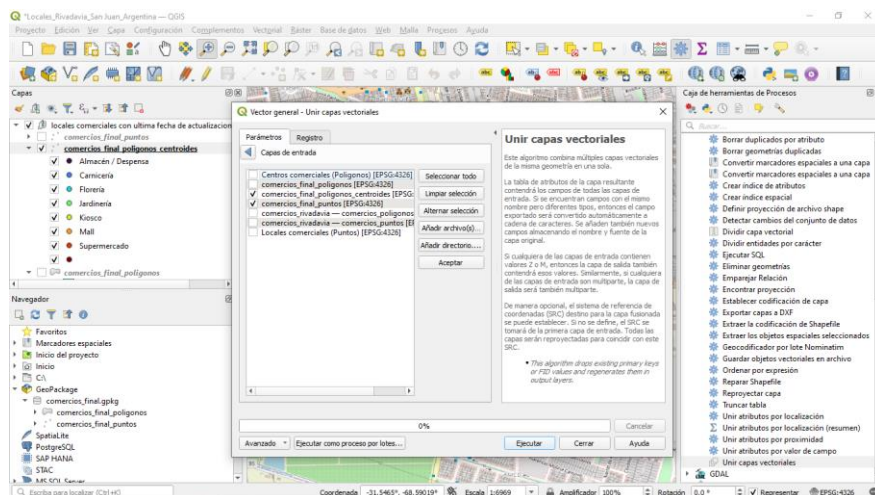 *Locales_Rivadavia_San Juan_Argentina — QGIS
Proyecto Edición Ver Capa Configuración Complementos Vectorial Ráster Base de datos Web Malla Procesos Ayuda
Capas
locales comerciales con ultima fecha de actualizacion
comercios_final_puntos
comercios_final_poligonos_centroides
Almacén / Despensa
Carnicería
Florería
Jardinería
Kiosco
Mall
Supermercado
comercios_final_poligonos
Navegador
Favoritos
Marcadores espaciales
Inicio del proyecto
Inicio
C:\
GeoPackage
comercios_final.gpkg
comercios_final_poligonos
comercios_final_puntos
SpatiaLite
PostgreSQL
SAP HANA
STAC
MS SQL Server
Vector general - Unir capas vectoriales
Parámetros Registro
Capas de entrada
Centros comerciales (Poligonos) [EPSG:4326]
comercios_final_poligonos [EPSG:4326]
comercios_final_poligonos_centroides [EPSG:
comercios_final_puntos [EPSG:4326]
comercios_rivadavia — comercios_poligonos
comercios_rivadavia — comercios_puntos [EP
Locales comerciales (Puntos) [EPSG:4326]
Seleccionar todo
Limpiar selección
Alternar selección
Añadir archivo(s)...
Añadir directorio....
Aceptar
Unir capas vectoriales
Este algoritmo combina múltiples capas vectoriales
de la misma geometría en una sola.
La tabla de atributos de la capa resultante
contendrá los campos de todas las capas de
entrada. Si se encuentran campos con el mismo
nombre pero diferentes tipos, entonces el campo
exportado será convertido automáticamente a
cadena de caracteres. Se añaden también nuevos
campos almacenando el nombre y fuente de la
capa original.
Si cualquiera de las capas de entrada contienen
valores Z o M, entonces la capa de salida también
contendrá esos valores. Similarmente, si cualquiera
de las capas de entrada son multiparte, la capa de
salida será también multiparte.
De manera opcional, el sistema de referencia de
coordenadas (SRC) destino para la capa fusionada
se puede establecer. Si no se define, el SRC se
tomará de la primera capa de entrada. Todas las
capas serán reproyectadas para coincidir con este
SRC.
This algorithm drops existing primary keys
or FID values and regenerates them in
output layers.
0%
Cancelar
Avanzado Ejecutar como proceso por lotes... Ejecutar Cerrar Ayuda
Caja de herramientas de Procesos
Buscar...
Borrar duplicados por atributo
Borrar geometrías duplicadas
Convertir marcadores espaciales a una capa
Convertir marcadores espaciales a una capa
Crear índice de atributos
Crear índice espacial
Definir proyección de archivo shape
Detectar cambios del conjunto de datos
Dividir capa vectorial
Dividir entidades por carácter
Ejecutar SQL
Eliminar geometrías
Emparejar Relación
Encontrar proyección
Establecer codificación de capa
Exportar capas a DXF
Extraer la codificación de Shapefile
Extraer los objetos espaciales seleccionados
Geocodificador por lote Nominatim
Guardar objetos vectoriales en archivo
Ordenar por expresión
Reparar Shapefile
Reproyectar capa
Truncar tabla
Unir atributos por localización
Unir atributos por localización (resumen)
Unir atributos por proximidad
Unir atributos por valor de campo
Unir capas vectoriales
GDAL
Escriba para localizar (Ctrl+K) Coordenada -31.5465°, -68.59019° Escala 1:6969 Amplificador 100% Rotación 0.0 ° Representar EPSG:4326